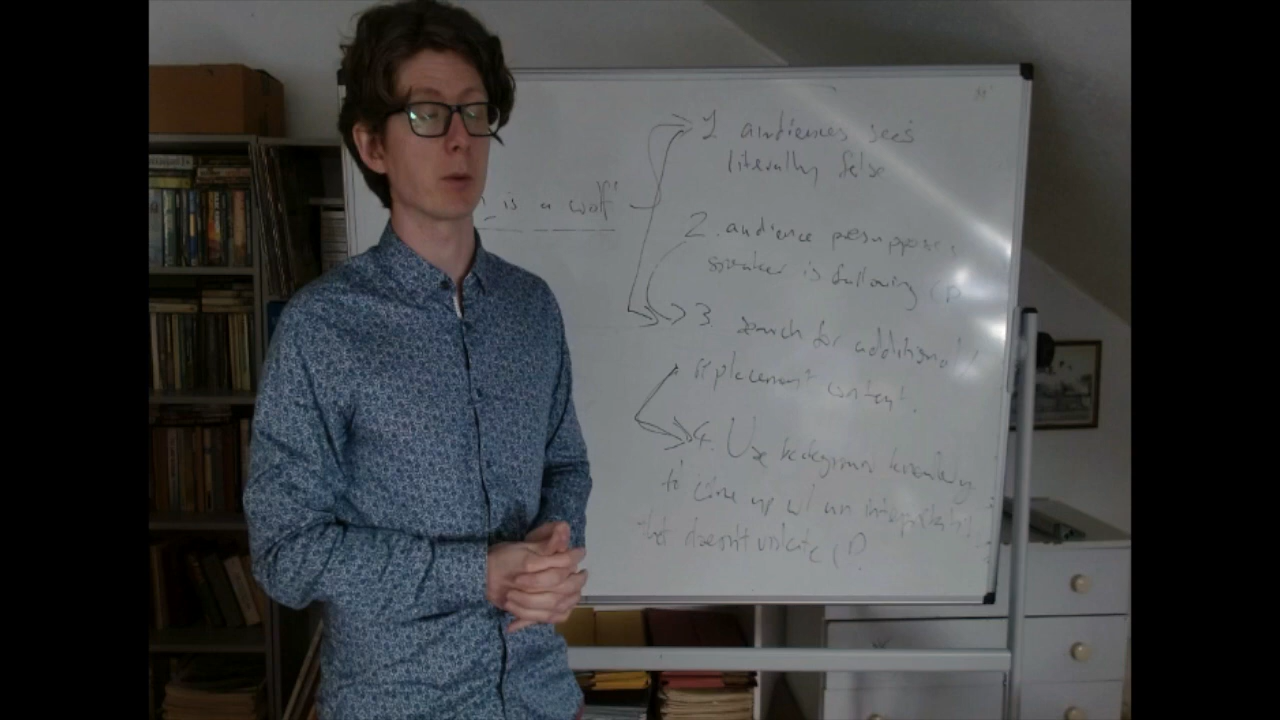 is a wolf'
1 audiences sees
literally false
2. audience presuppose
speaker is following CP
3 search for additional /
replacement content.
4. Use background knowledge
to come up w/ an interpretation
that doesn't violate CP.